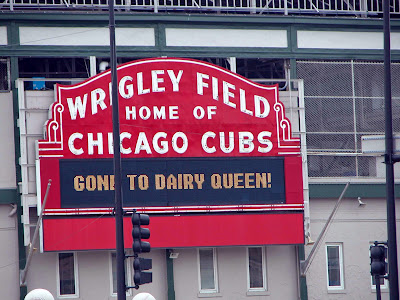 WRIGLEY FIELD
HOME OF
CHICAGO CUBS
GONE TO DAIRY QUEEN!